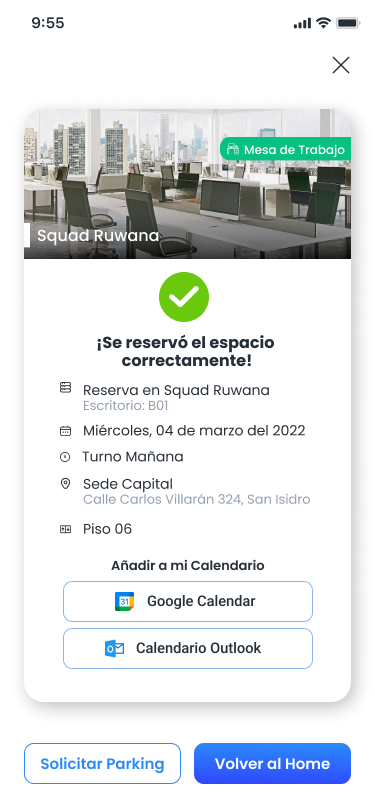 9:55
Mesa de Trabajo
Squad Ruwana
¡Se reservó el espacio
correctamente!
Reserva en Squad Ruwana
Escritorio: B01
Miércoles, 04 de marzo del 2022
Turno Mañana
Sede Capital
Calle Carlos Villarán 324, San Isidro
Piso 06
Añadir a mi Calendario
31 Google Calendar
Calendario Outlook
Solicitar Parking
Volver al Home